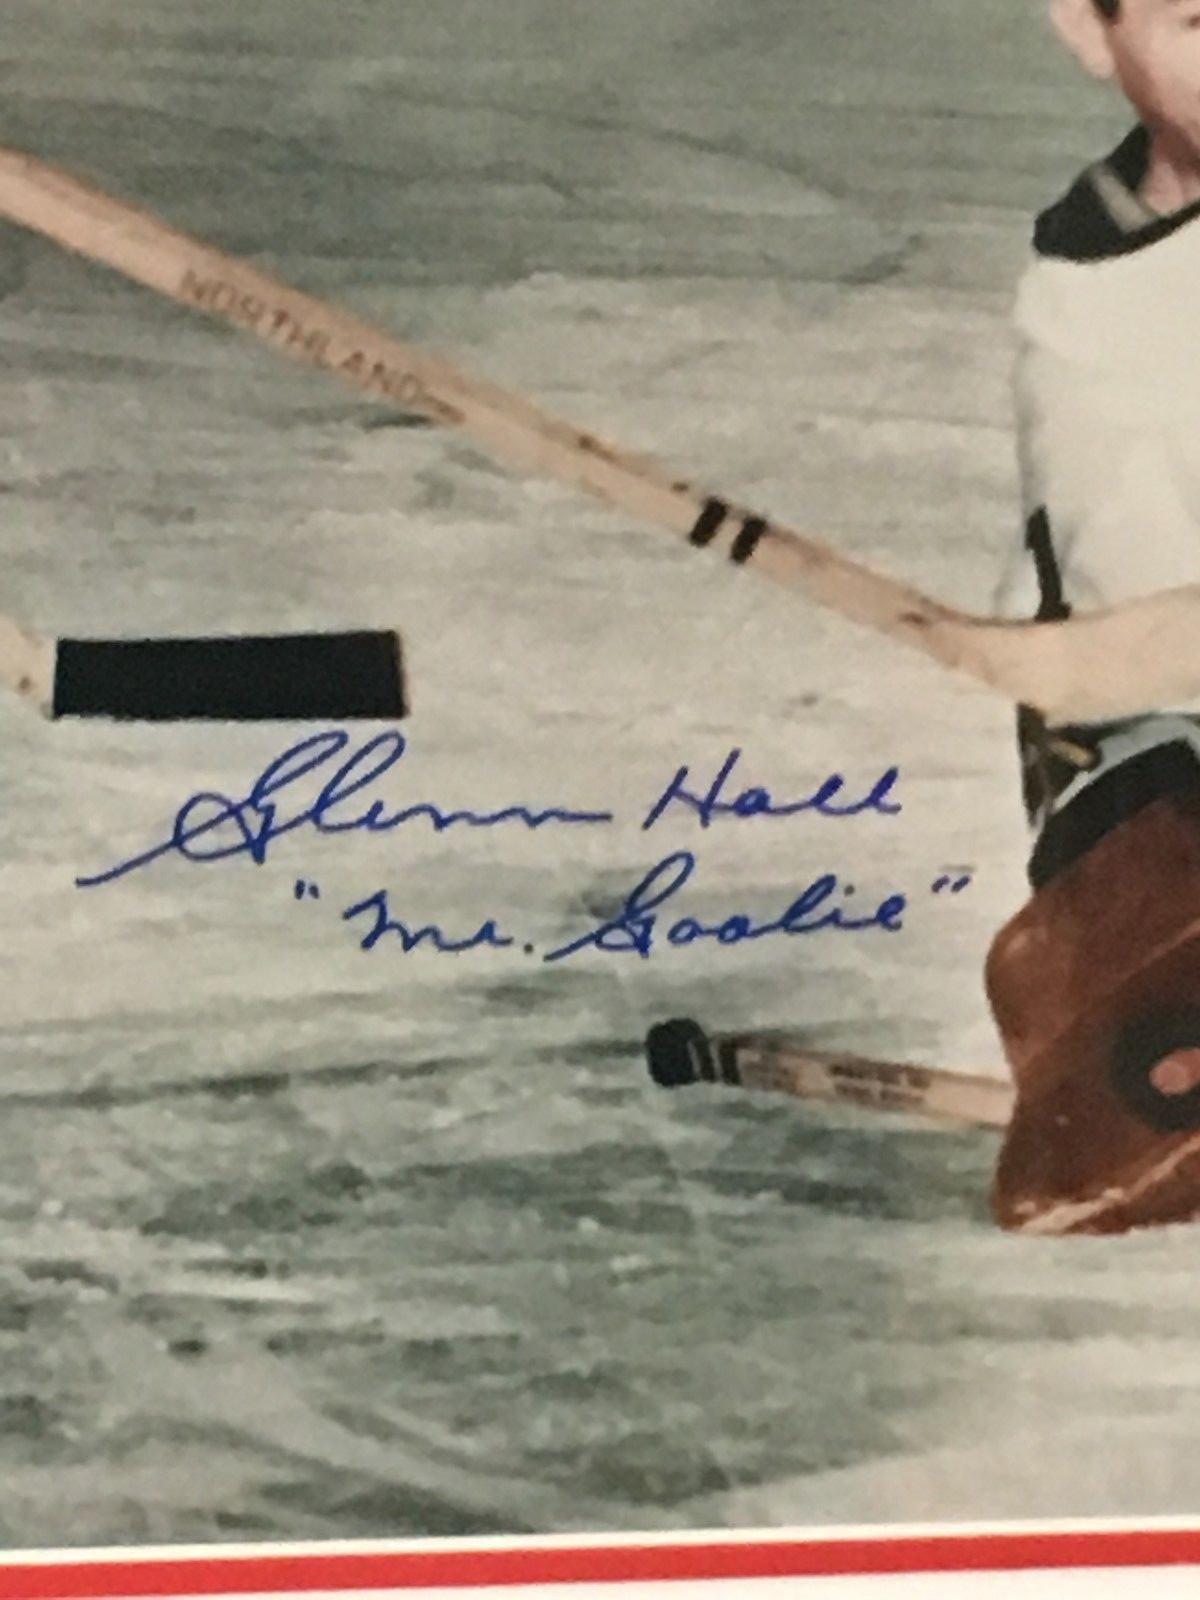 NORTHLAND
Glenn Hall
"Mr. Goalie"